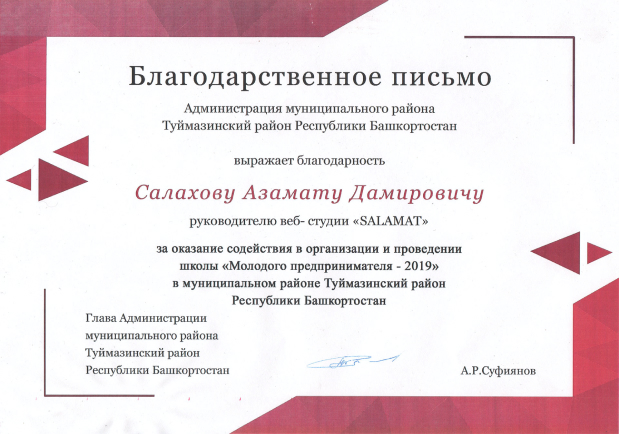 Благодарственное письмо
Администрация муниципального района
Туймазинский район Республики Башкортостан
выражает благодарность
Салахову Азамату Дамировичу
руководителю веб- студии «SALAMAT»
за оказание содействия в организации и проведении
школы «Молодого предпринимателя - 2019»
в муниципальном районе Туймазинский район
Республики Башкортостан
Глава Администрации
муниципального района
Туймазинский район
Республики Башкортостан
А.Р.Суфиянов